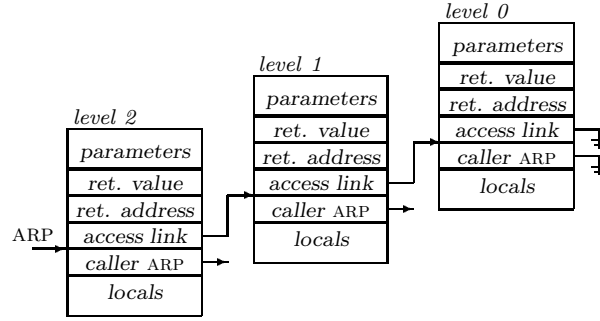 level 0
parameters
ret. value
ret. address
access link
caller ARP
locals
level 1
parameters
ret. value
ret. address
access link
caller ARP
locals
level 2
parameters
ret. value
ret. address
access link
caller ARP
locals
ARP